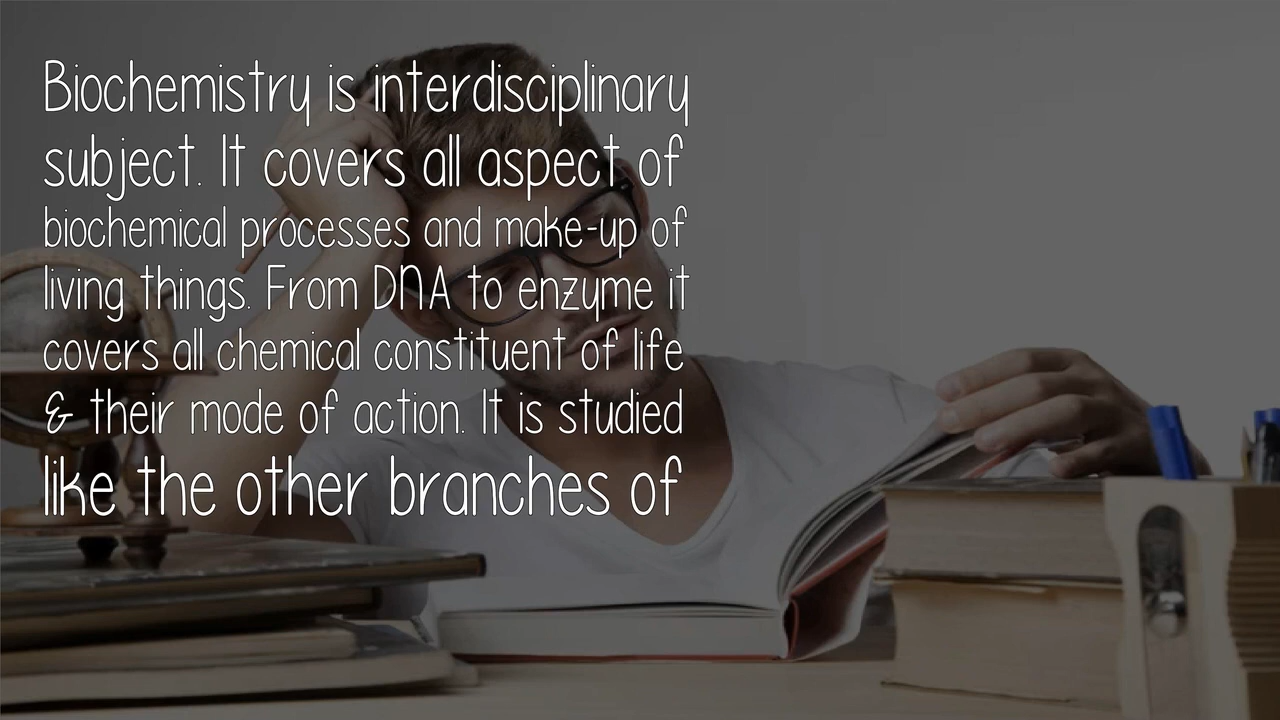 Biochemistry is interdisciplinary
subject. It covers all aspect of
biochemical processes and make-up of
living things. From DNA to enzyme it
covers all chemical constituent of life
& their mode of action. It is studied
like the other branches of